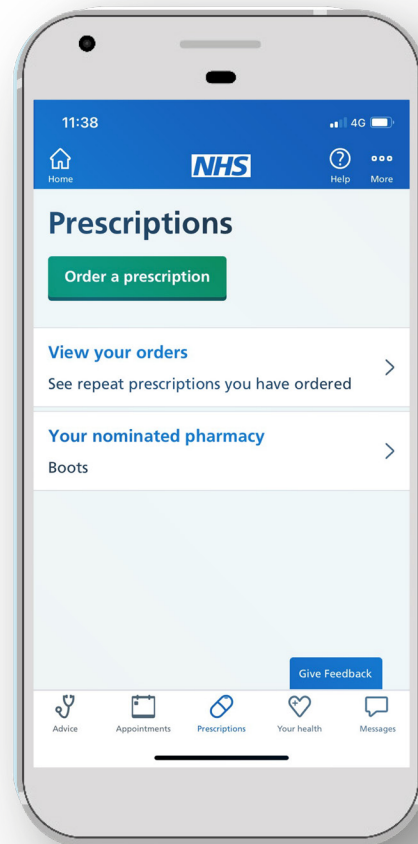 11:38
4G
Home
NHS
Help
More
Prescriptions
Order a prescription
View your orders
See repeat prescriptions you have ordered
Your nominated pharmacy
Boots
Give Feedback
Advice
Appointments
Prescriptions
Your health
Messages